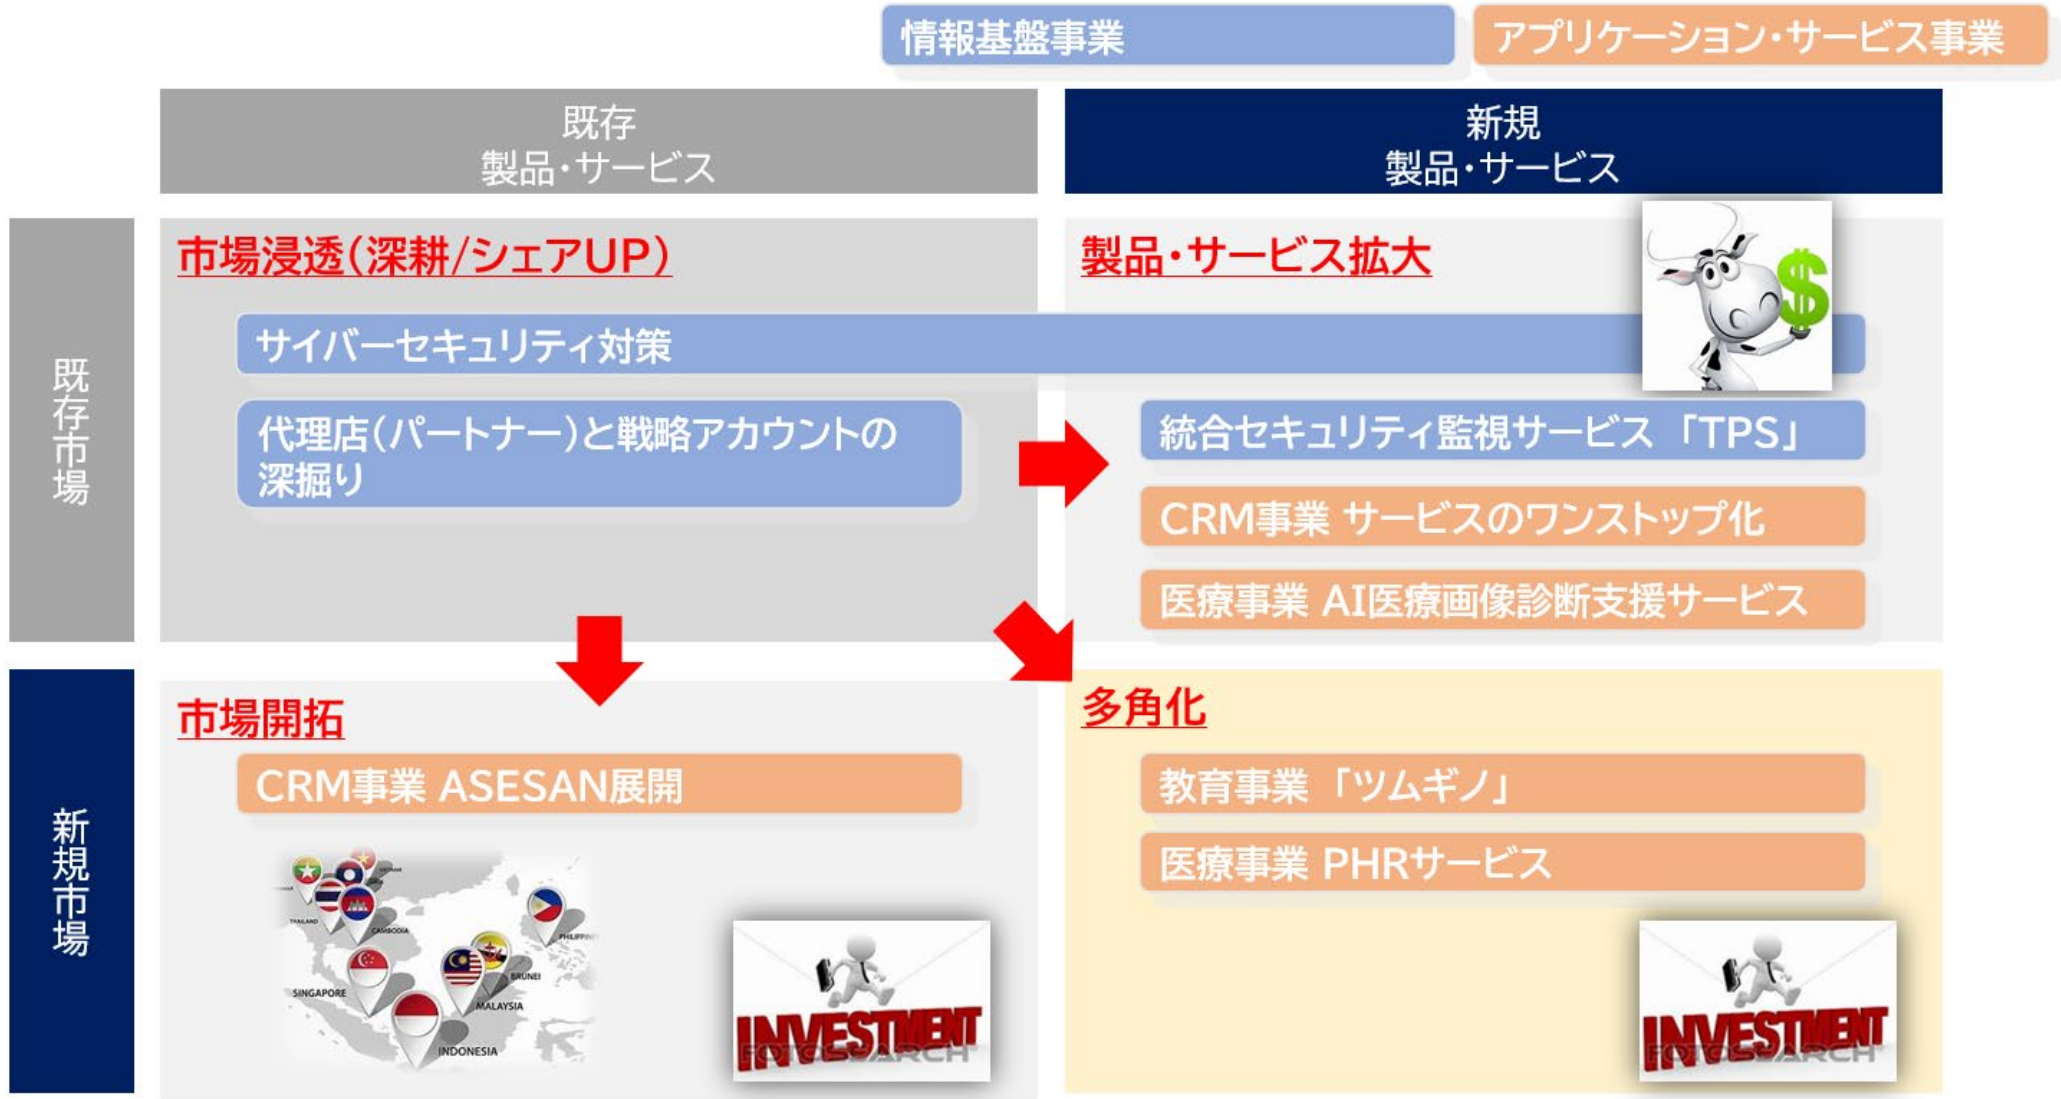 情報基盤事業
アプリケーション・サービス事業
既存
製品・サービス
新規
製品・サービス
既存市場
市場浸透(深耕/シェアUP)
製品・サービス拡大
サイバーセキュリティ対策
代理店(パートナー)と戦略アカウントの
深掘り
統合セキュリティ監視サービス「TPS」
CRM事業 サービスのワンストップ化
医療事業 AI医療画像診断支援サービス
新規市場
市場開拓
CRM事業 ASESAN展開
THAILAND
CAMBODIA
PHILIPPINE
BRUNEI
SINGAPORE
MALAYSIA
INDONESIA
INVESTMENT
FOTOSEARCH
多角化
教育事業「ツムギノ」
医療事業 PHRサービス
INVESTMENT
FOTOSEARCH